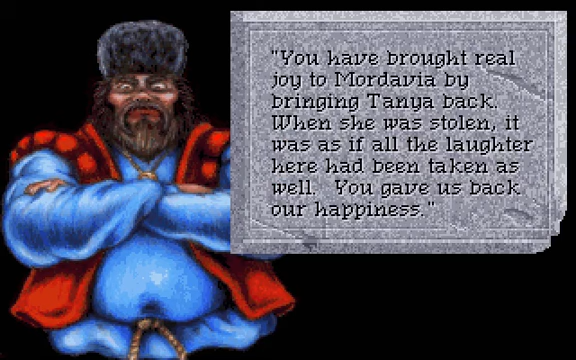 "You have brought real
joy to Mordavia by
bringing Tanya back.
When she was stolen, it
was as if all the laughter
here had been taken as
well.  You gave us back
our happiness."